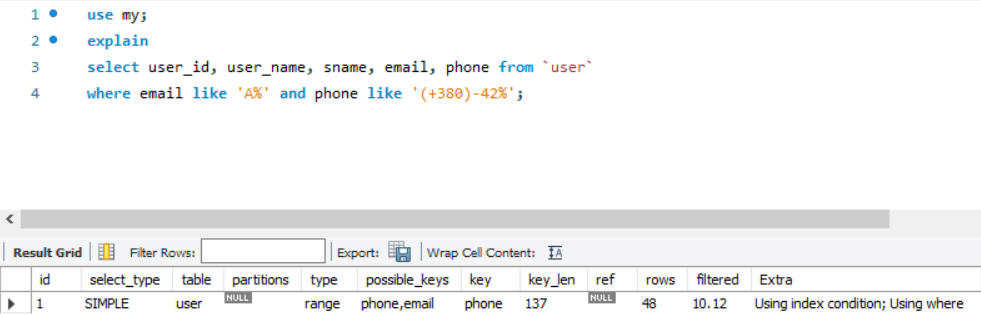 1 use my;
2 explain
3 select user_id, user_name, sname, email, phone from `user`
4 where email like 'A%' and phone like '(+380)-42%';
Result Grid Filter Rows: Export: Wrap Cell Content: IA
id select_type table partitions type possible_keys key key_len ref rows filtered Extra
1 SIMPLE user NULL range phone,email phone 137 NULL 48 10.12 Using index condition; Using where